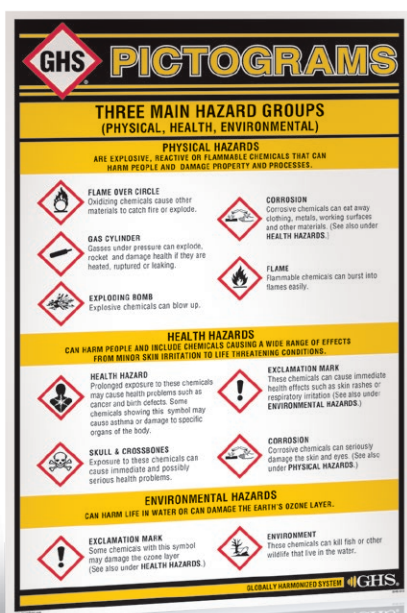 GHS
PICTOGRAMS
THREE MAIN HAZARD GROUPS
(PHYSICAL, HEALTH, ENVIRONMENTAL)
PHYSICAL HAZARDS
ARE EXPLOSIVE, REACTIVE OR FLAMMABLE CHEMICALS THAT CAN
HARM PEOPLE AND DAMAGE PROPERTY AND PROCESSES.
FLAME OVER CIRCLE
Oxidizing chemicals cause other
materials to catch fire or explode.
GAS CYLINDER
Gasses under pressure can explode,
rocket and damage health if they are
heated, ruptured or leaking.
EXPLODING BOMB
Explosive chemicals can blow up.
CORROSION
Corrosive chemicals can eat away
clothing, metals, working surfaces
and other materials. (See also under
HEALTH HAZARDS.)
FLAME
Flammable chemicals can burst into
flames easily.
HEALTH HAZARDS
CAN HARM PEOPLE AND INCLUDE CHEMICALS CAUSING A WIDE RANGE OF EFFECTS
FROM MINOR SKIN IRRITATION TO LIFE THREATENING CONDITIONS.
HEALTH HAZARD
Prolonged exposure to these chemicals
may cause health problems such as
cancer and birth defects. Some
chemicals showing this symbol may
cause asthma or damage to specific
organs of the body.
SKULL & CROSSBONES
Exposure to these chemicals can
cause immediate and possibly
serious health problems.
EXCLAMATION MARK
These chemicals can cause immediate
health effects such as skin rashes or
respiratory irritation (See also under
ENVIRONMENTAL HAZARDS.)
CORROSION
Corrosive chemicals can seriously
damage the skin and eyes. (See also
under PHYSICAL HAZARDS.)
ENVIRONMENTAL HAZARDS
CAN HARM LIFE IN WATER OR CAN DAMAGE THE EARTH'S OZONE LAYER.
EXCLAMATION MARK
Some chemicals with this symbol
may damage the ozone layer
(See also under HEALTH HAZARDS.)
ENVIRONMENT
These chemicals can kill fish or other
wildlife that live in the water.
GLOBALLY HARMONIZED SYSTEM GHS